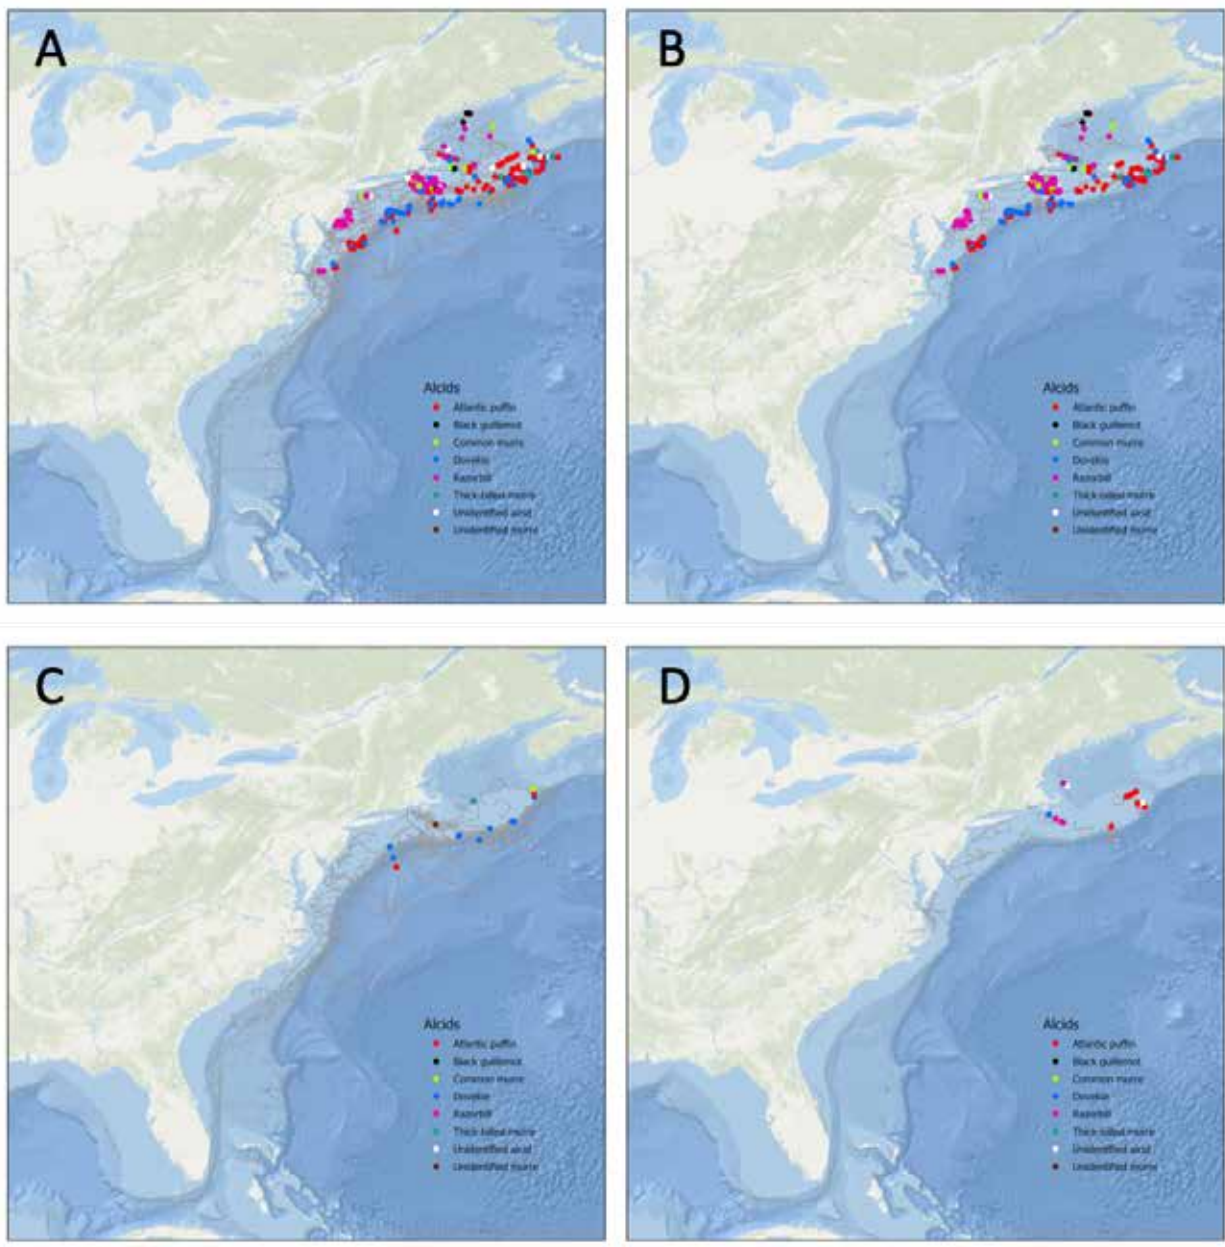 A
B
Alcids
Atlantic puffin
Black guillemot
Common murre
Dovekie
Razorbill
Thick-billed murre
Unidentified alcid
Unidentified murre
Alcids
Atlantic puffin
Black guillemot
Common murre
Dovekie
Razorbill
Thick-billed murre
Unidentified alcid
Unidentified murre
C
D
Alcids
Atlantic puffin
Black guillemot
Common murre
Dovekie
Razorbill
Thick-billed murre
Unidentified alcid
Unidentified murre
Alcids
Atlantic puffin
Black guillemot
Common murre
Dovekie
Razorbill
Thick-billed murre
Unidentified alcid
Unidentified murre